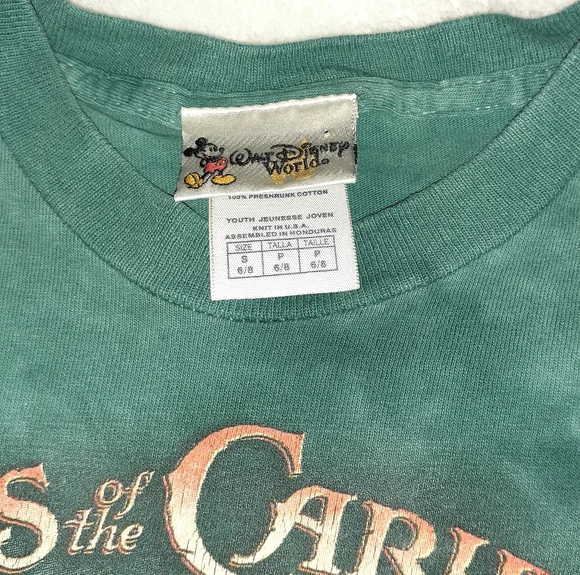 Walt Disney
World
100% PRESHRUNK COTTON
YOUTH JEUNESSE JOVEN
KNIT IN U.S.A.
ASSEMBLED IN HONDURAS
SIZE TALLA TAILLE
S P P
6/8 6/8 6/8
S of the CARI